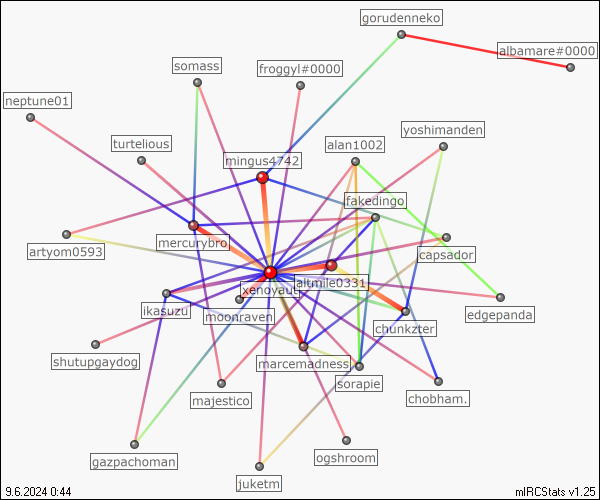 gorudenneko
albamare#0000
somass
froggyl#0000
neptune01
yoshimanden
turtelious
alan1002
mingus4742
fakedingo
mercurybro
artyom0593
capsador
xenoyaut
altmile0331
ikasuzu
moonraven
edgepanda
chunkzter
shutupgaydog
marcemadness
sorapie
majestico
chobham.
gazpachoman
ogshroom
juketm
9.6.2024 0:44
mIRCStats v1.25